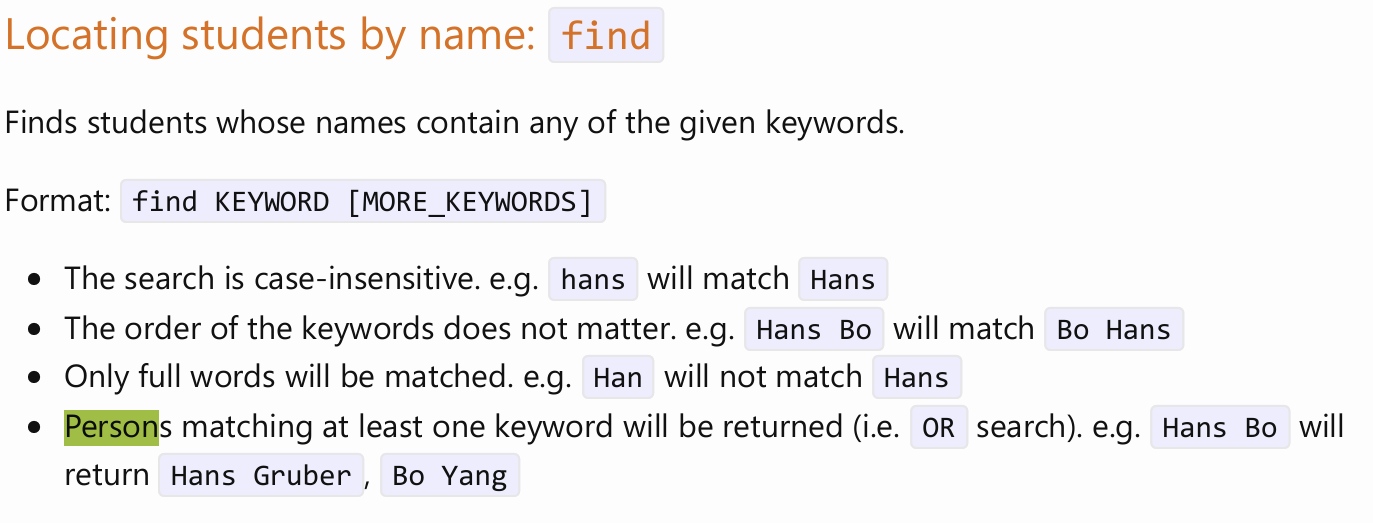 Locating students by name: find
Finds students whose names contain any of the given keywords.
Format: find KEYWORD [MORE_KEYWORDS]
• The search is case-insensitive. e.g. hans will match Hans
• The order of the keywords does not matter. e.g. Hans Bo will match Bo Hans
• Only full words will be matched. e.g. Han will not match Hans
• Persons matching at least one keyword will be returned (i.e. OR search). e.g. Hans Bo will
return Hans Gruber, Bo Yang